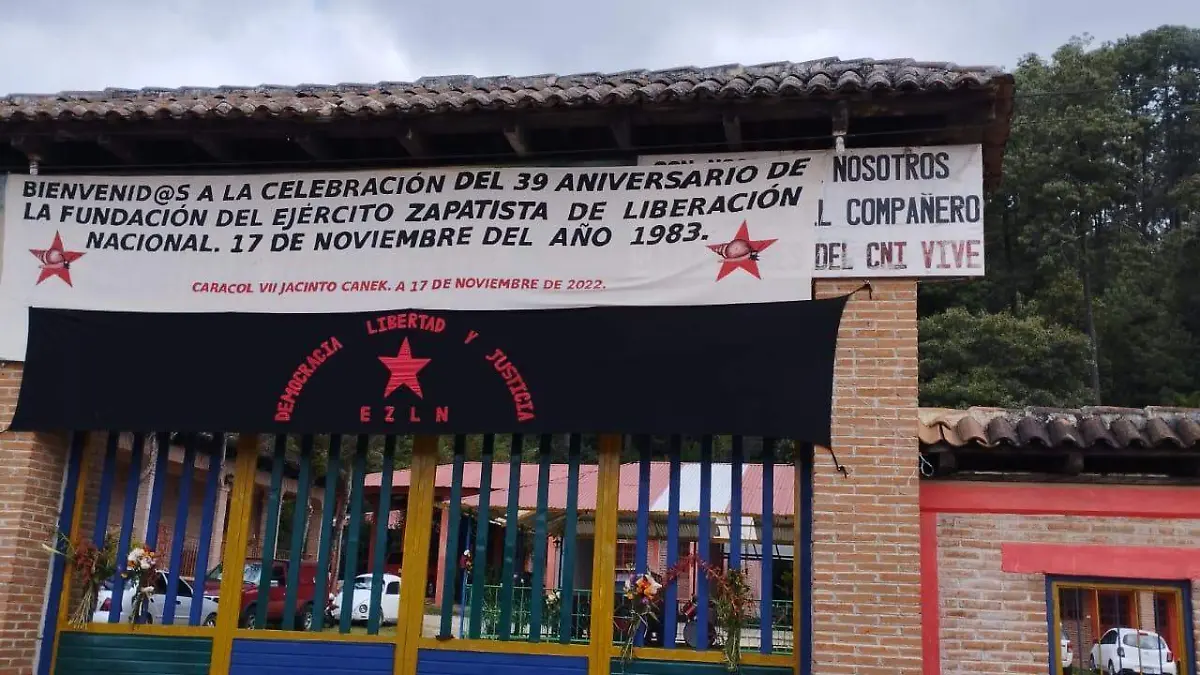 BIENVENID@S A LA CELEBRACIÓN DEL 39 ANIVERSARIO DE
LA FUNDACIÓN DEL EJÉRCITO ZAPATISTA DE LIBERACIÓN
NACIONAL. 17 DE NOVIEMBRE DEL AÑO 1983.
CARACOL VII JACINTO CANEK. A 17 DE NOVIEMBRE DE 2022.
NOSOTROS
COMPAÑERO
DEL CNI VIVE
DEMOCRACIA LIBERTAD Y JUSTICIA
EZLN